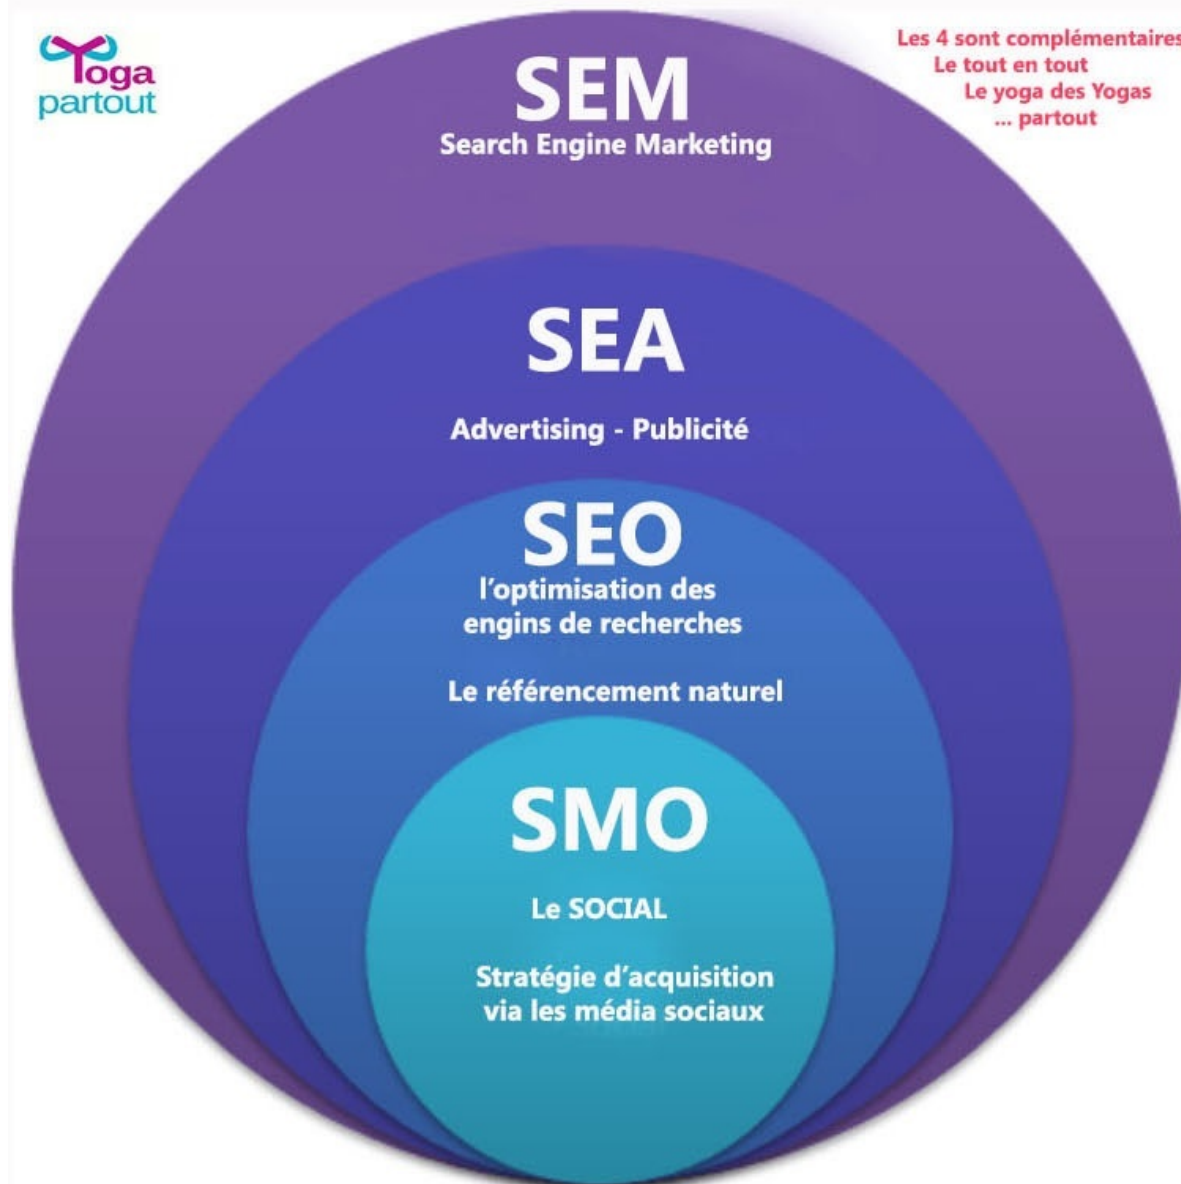 Yoga
partout
Les 4 sont complémentaires
Le tout en tout
Le yoga des Yogas
... partout
SEM
Search Engine Marketing
SEA
Advertising - Publicité
SEO
l'optimisation des
engins de recherches
Le référencement naturel
SMO
Le SOCIAL
Stratégie d'acquisition
via les média sociaux